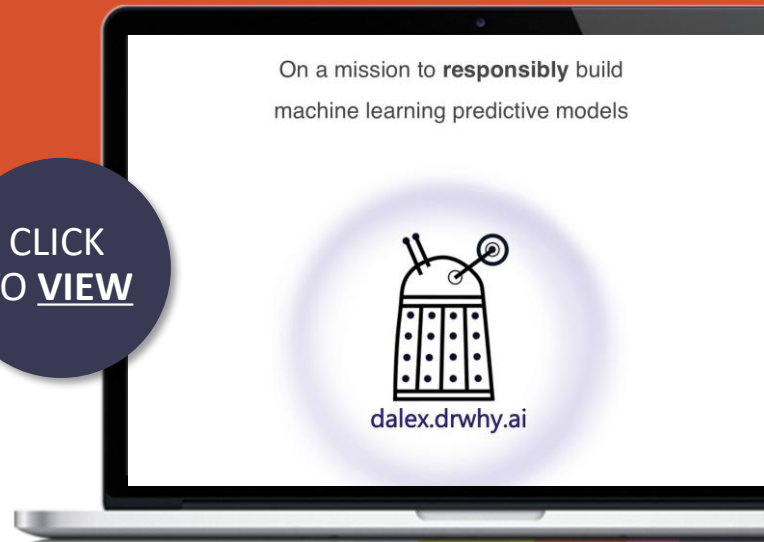 On a mission to responsibly build
machine learning predictive models
CLICK
O VIEW
dalex.drwhy.ai